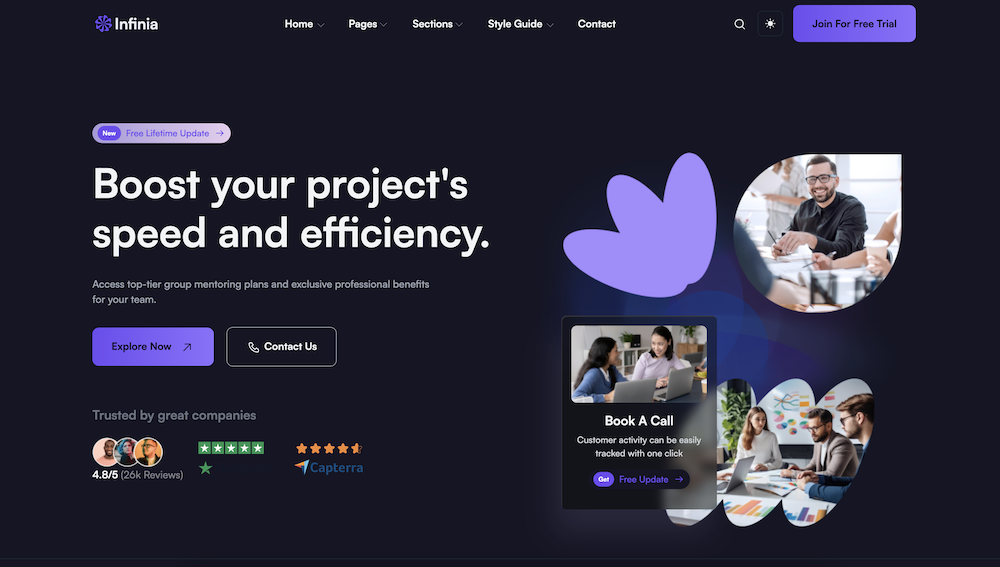 Infinia
Home
Pages
Sections
Style Guide
Contact
Join For Free Trial
New Free Lifetime Update
Boost your project's
speed and efficiency.
Access top-tier group mentoring plans and exclusive professional benefits
for your team.
Explore Now
Contact Us
Trusted by great companies
4.8/5 (26k Reviews)
Capterra
Book A Call
Customer activity can be easily
tracked with one click
Get Free Update